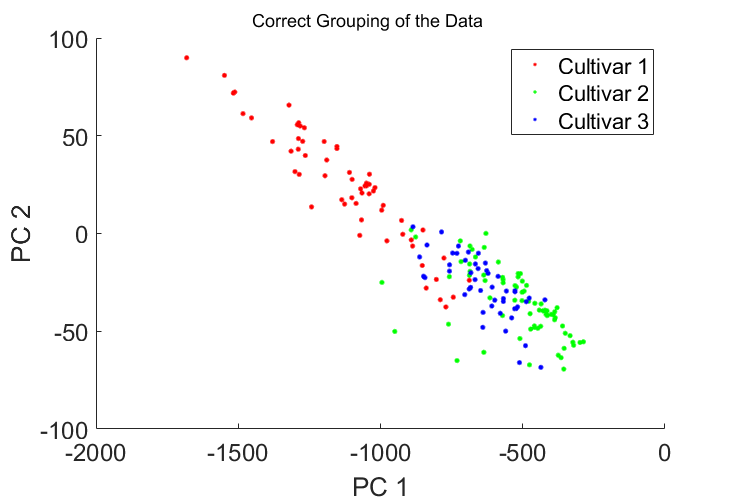 Correct Grouping of the Data
100
50
0
-50
-100
-2000
-1500
-1000
-500
0
PC 2
PC 1
Cultivar 1
Cultivar 2
Cultivar 3